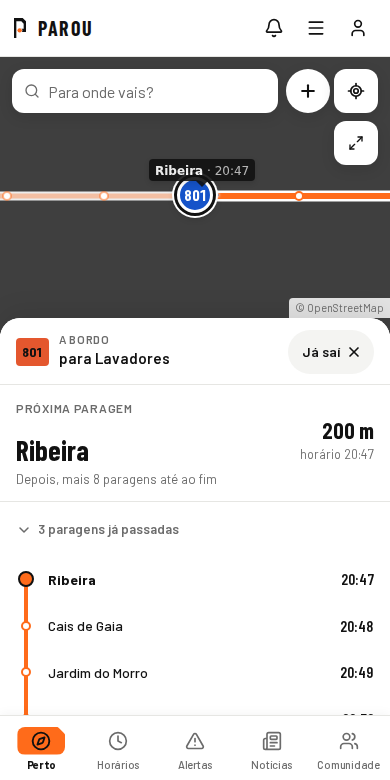 PAROU
Para onde vais?
Ribeira · 20:47
801
© OpenStreetMap
801
A BORDO
para Lavadores
Já saí
PRÓXIMA PARAGEM
Ribeira
200 m
horário 20:47
Depois, mais 8 paragens até ao fim
3 paragens já passadas
Ribeira 20:47
Cais de Gaia 20:48
Jardim do Morro 20:49
Perto
Horários
Alertas
Notícias
Comunidade